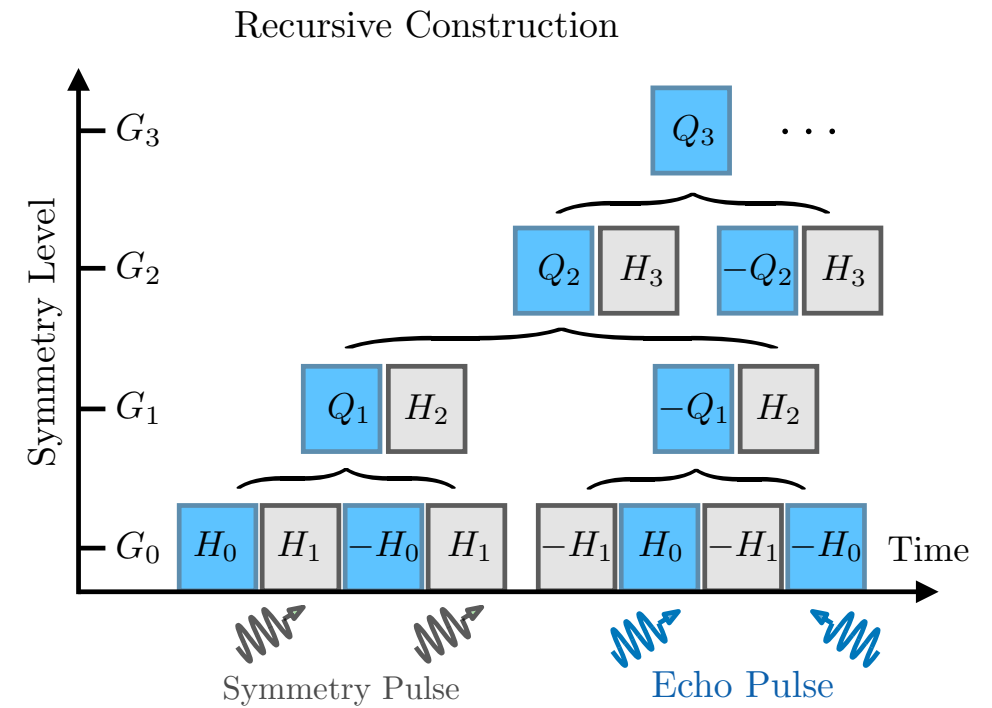 Recursive Construction
Symmetry Level
G₃
Q₃ · · ·
G₂
Q₂ H₃ −Q₂ H₃
G₁
Q₁ H₂ −Q₁ H₂
G₀
H₀ H₁ −H₀ H₁ −H₁ H₀ −H₁ −H₀
Time
Symmetry Pulse
Echo Pulse